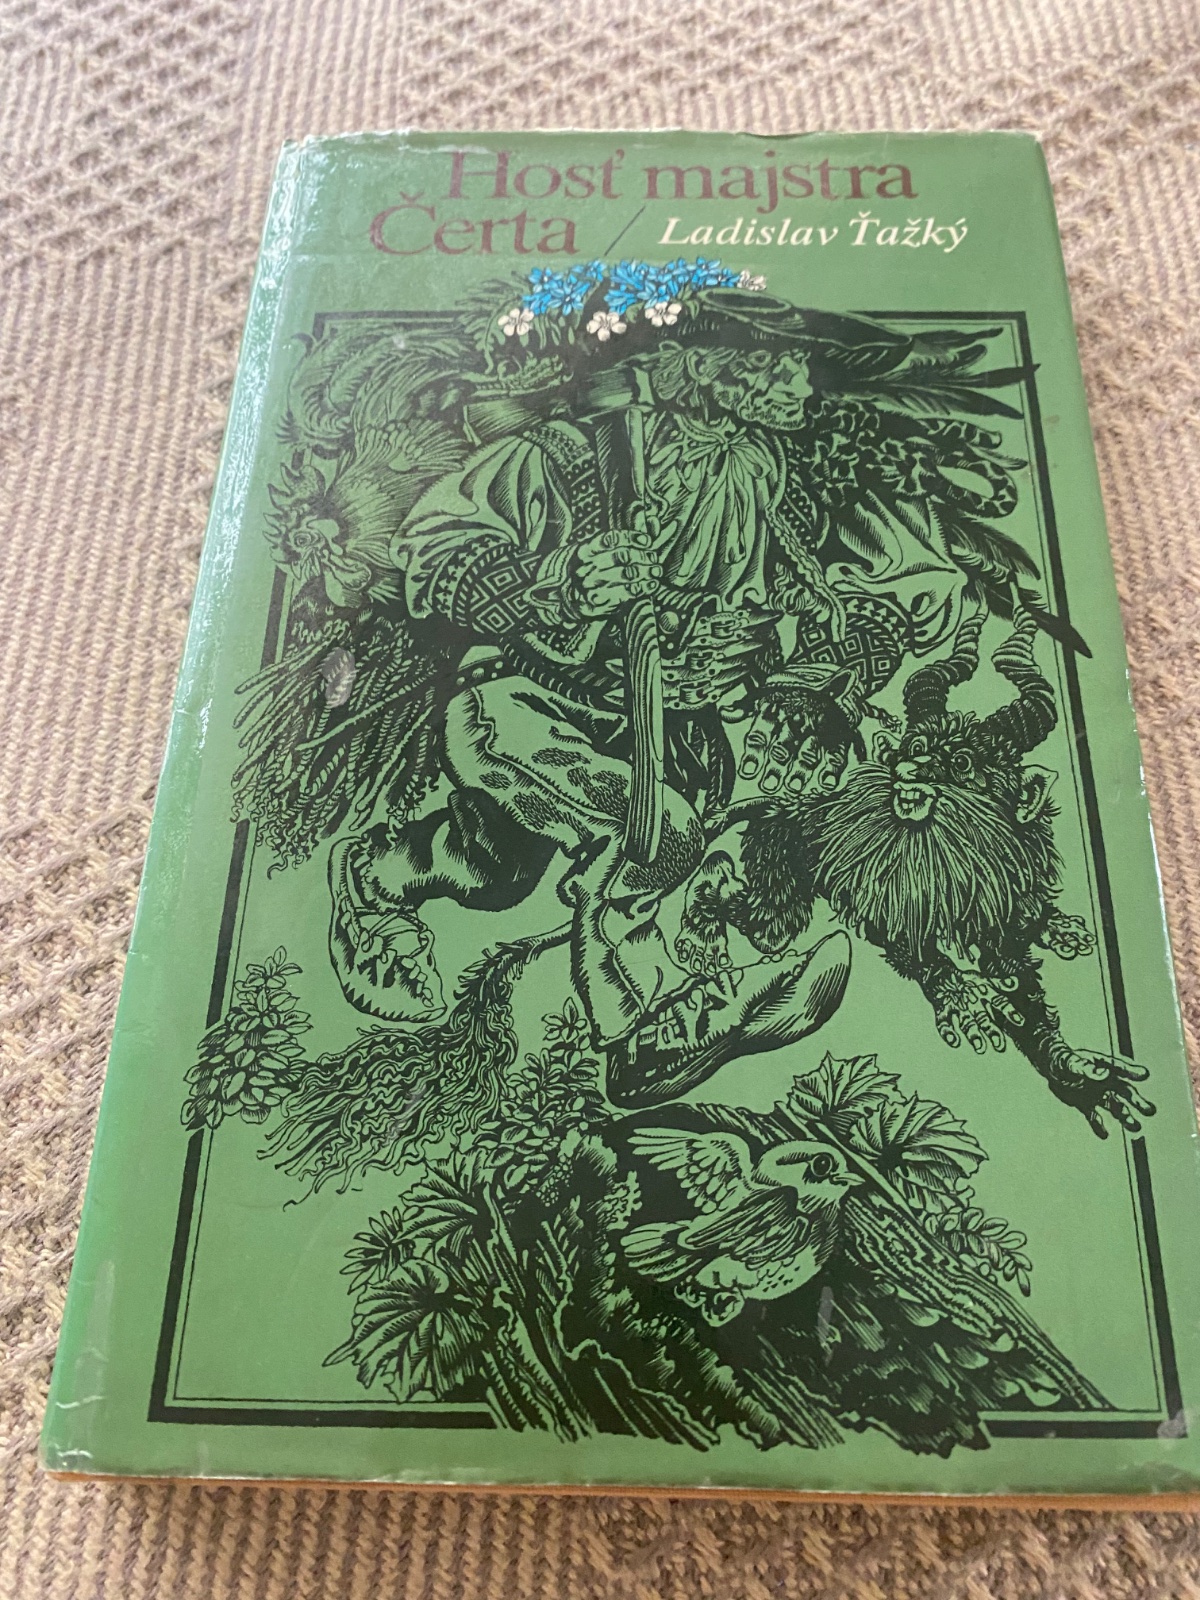 Hosť majstra
Čerta / Ladislav Ťažký